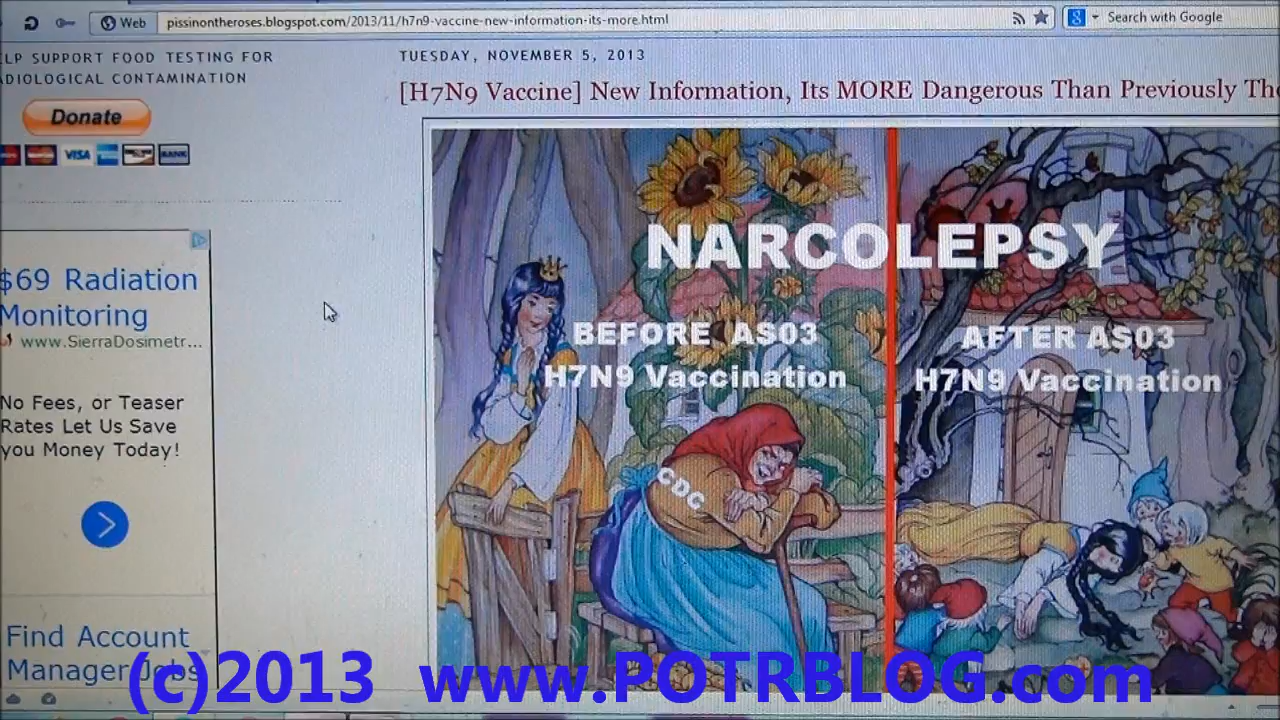 Web
pissinontheroses.blogspot.com/2013/11/h7n9-vaccine-new-information-its-more.html
Search with Google
LP SUPPORT FOOD TESTING FOR
ADIOLOGICAL CONTAMINATION
Donate
VISA
BANK
TUESDAY, NOVEMBER 5, 2013
[H7N9 Vaccine] New Information, Its MORE Dangerous Than Previously Tho
NARCOLEPSY
BEFORE AS03
H7N9 Vaccination
AFTER AS03
H7N9 Vaccination
CDC
$69 Radiation
Monitoring
www.SierraDosimetr...
No Fees, or Teaser
Rates Let Us Save
you Money Today!
Find Account
Manager Jobs
(c)2013 www.POTRBLOG.com